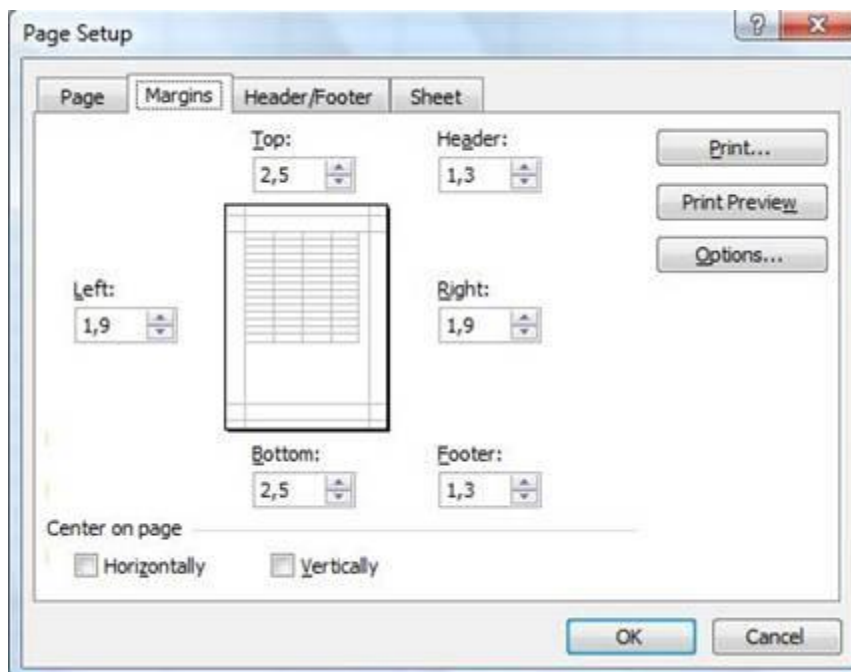 Page Setup
Page Margins Header/Footer Sheet
Top: Header:
2,5 1,3
Print...
Print Preview
Options...
Left: Right:
1,9 1,9
Bottom: Footer:
2,5 1,3
Center on page
Horizontally Vertically
OK Cancel